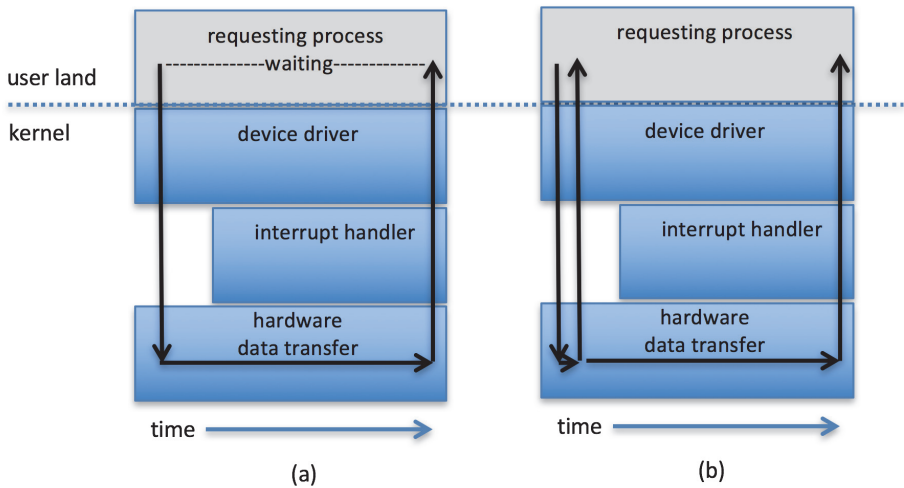 requesting process
waiting
user land
kernel
device driver
interrupt handler
hardware
data transfer
time
(a)
requesting process
device driver
interrupt handler
hardware
data transfer
time
(b)